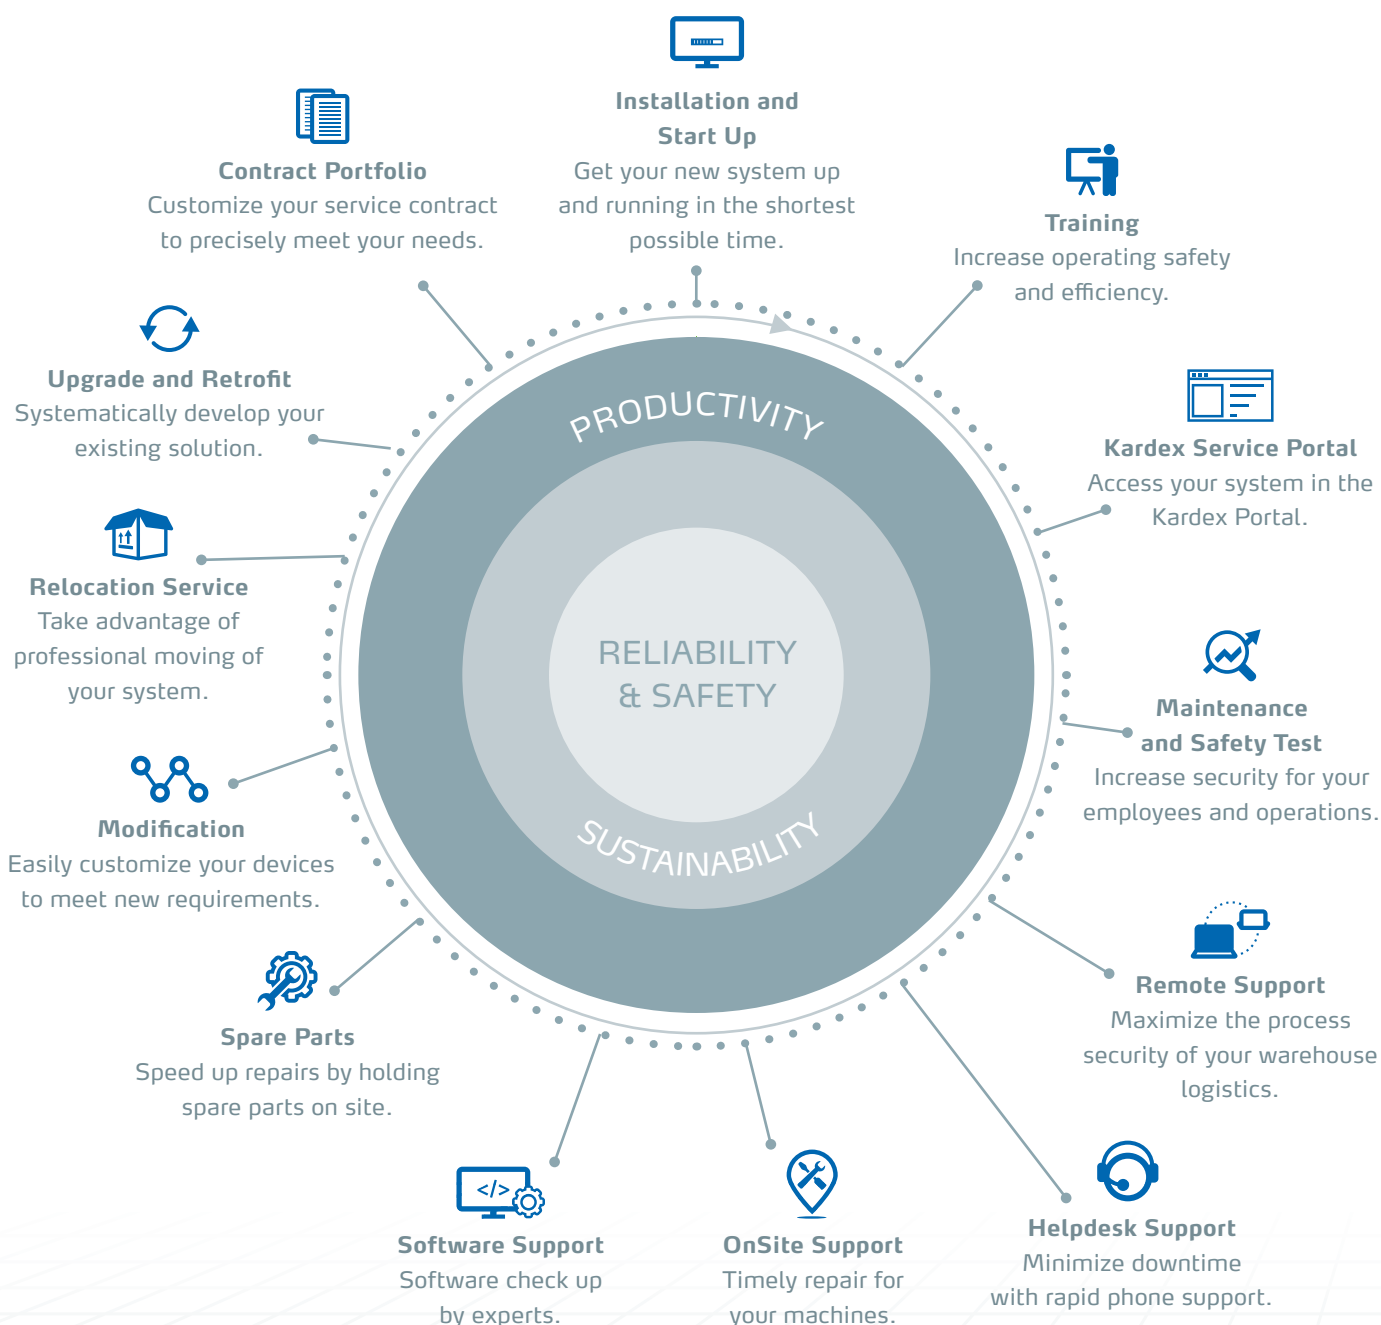 Installation and
Start Up
Get your new system up
and running in the shortest
possible time.
Training
Increase operating safety
and efficiency.
Kardex Service Portal
Access your system in the
Kardex Portal.
Maintenance
and Safety Test
Increase security for your
employees and operations.
Remote Support
Maximize the process
security of your warehouse
logistics.
Helpdesk Support
Minimize downtime
with rapid phone support.
OnSite Support
Timely repair for
your machines.
Software Support
Software check up
by experts.
</>
Spare Parts
Speed up repairs by holding
spare parts on site.
Modification
Easily customize your devices
to meet new requirements.
Relocation Service
Take advantage of
professional moving of
your system.
Upgrade and Retrofit
Systematically develop your
existing solution.
Contract Portfolio
Customize your service contract
to precisely meet your needs.
PRODUCTIVITY
RELIABILITY
& SAFETY
SUSTAINABILITY